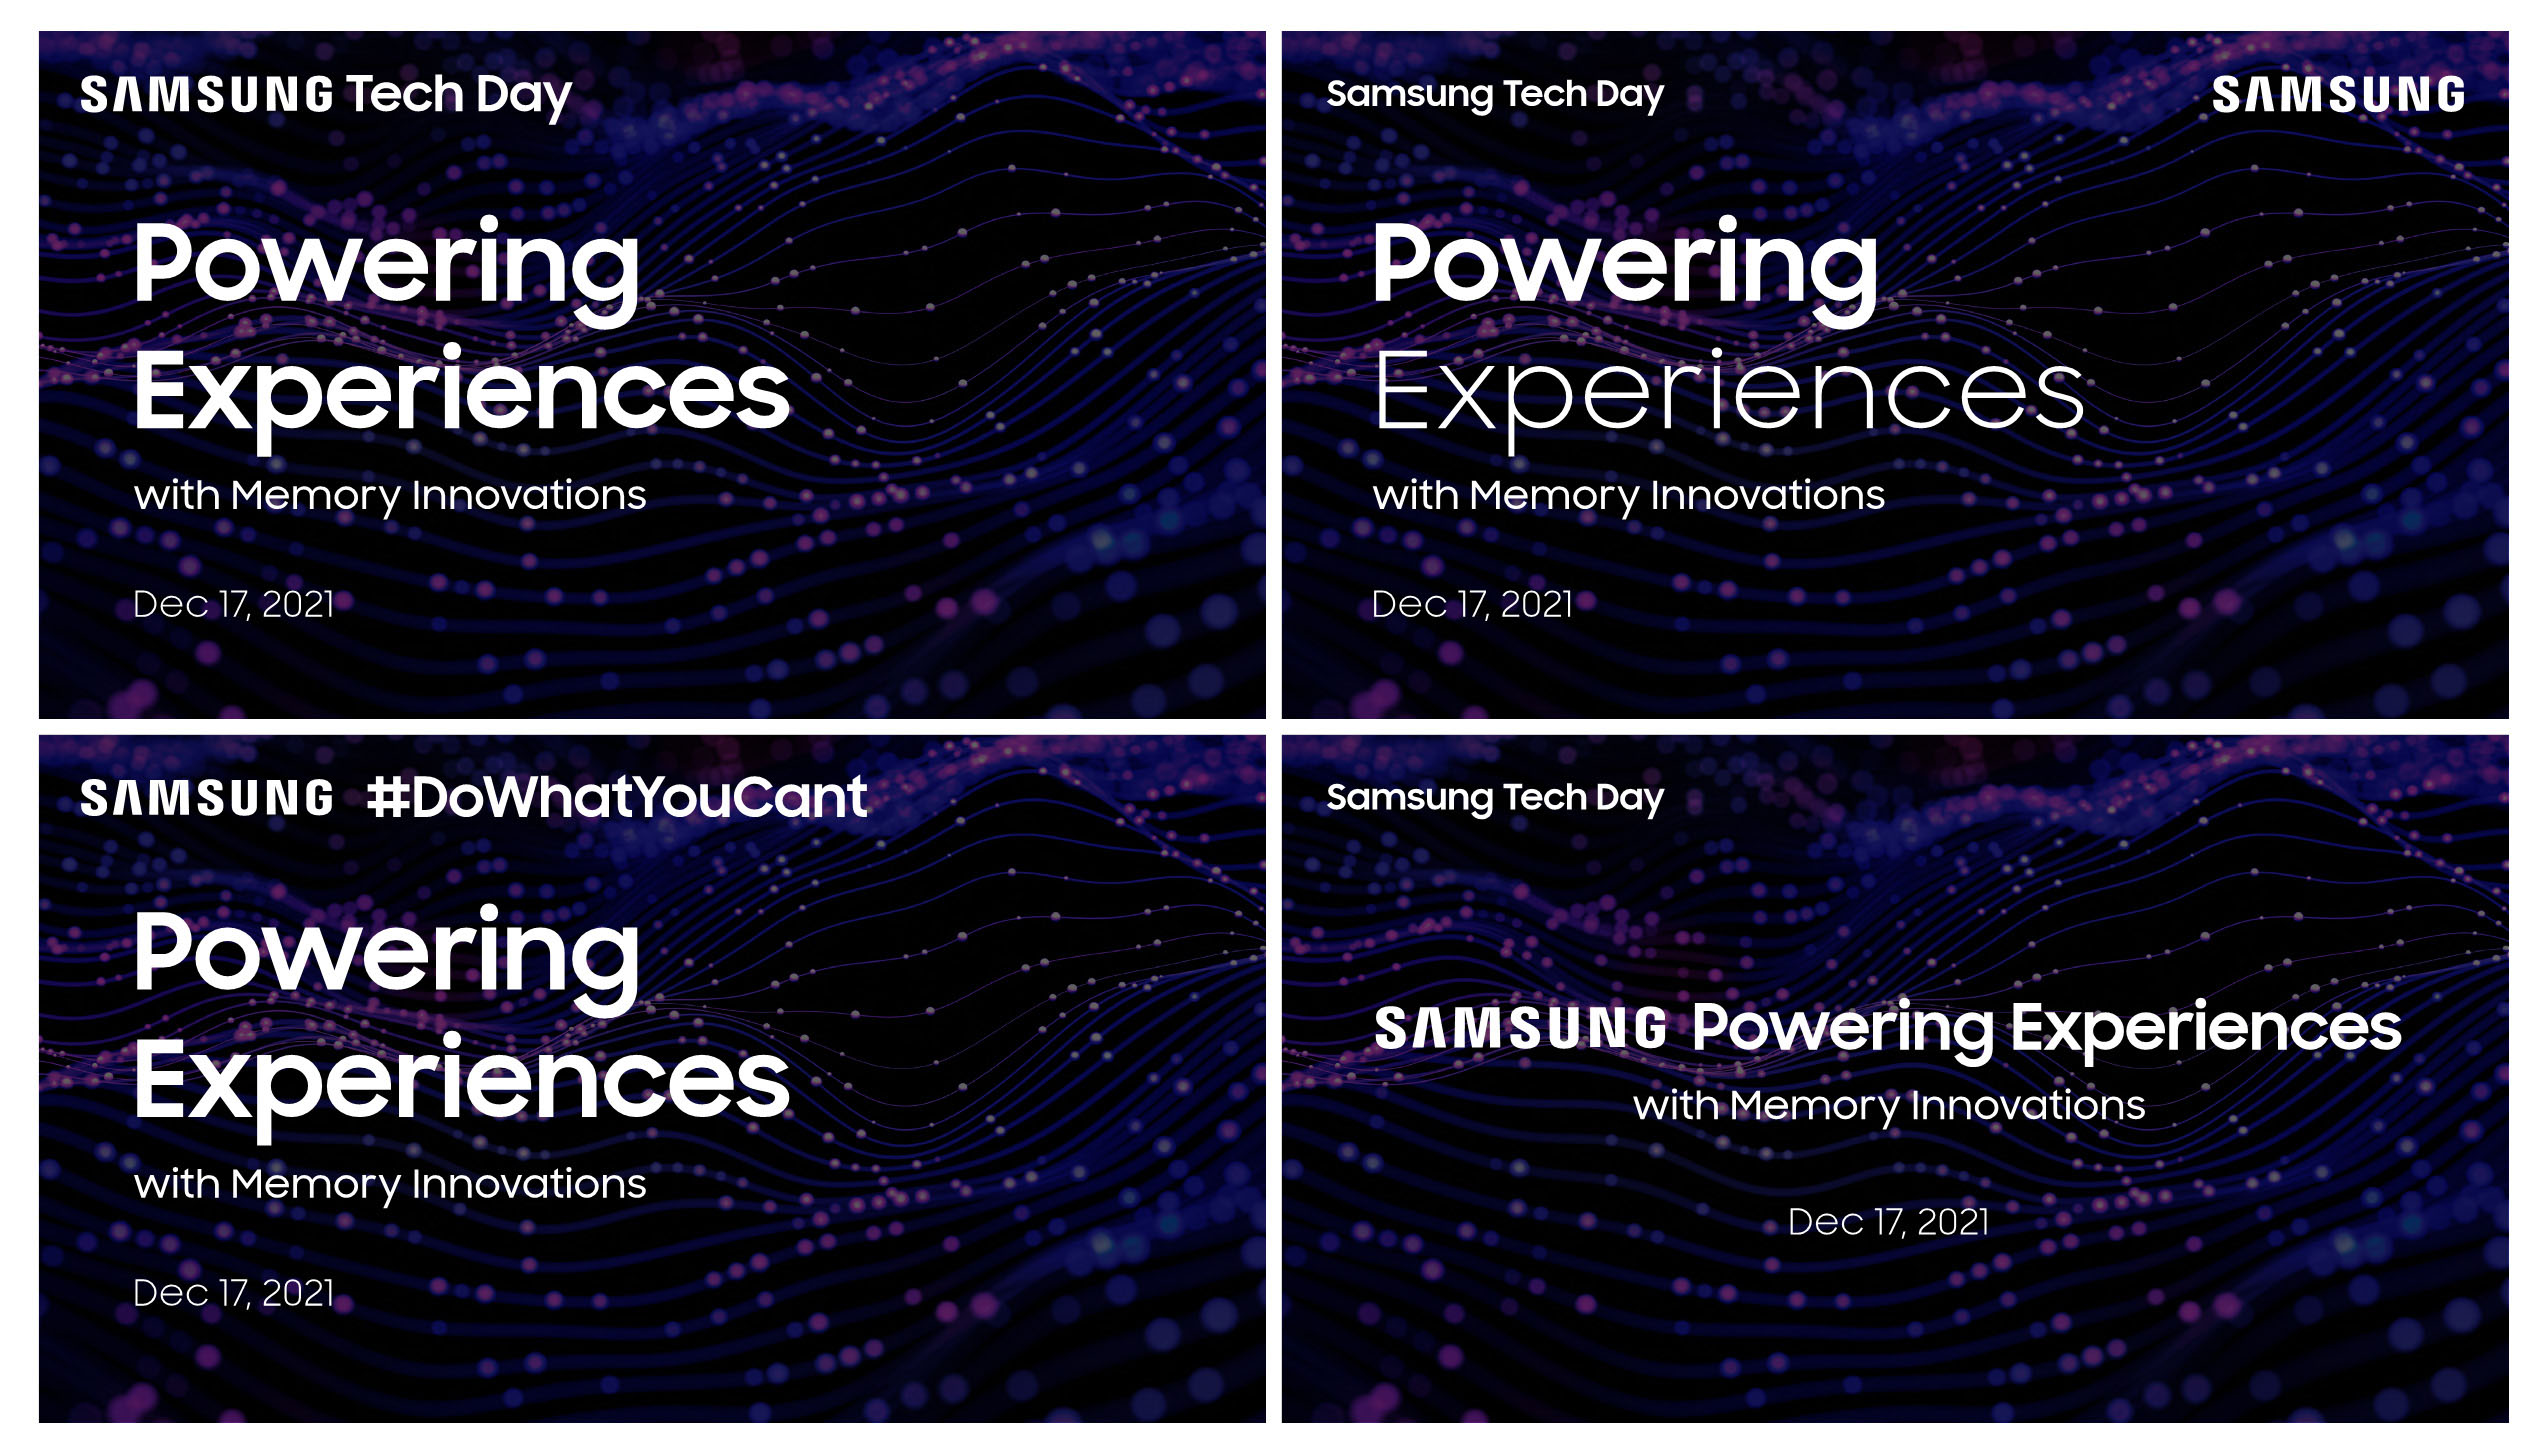 SAMSUNG Tech Day
Powering
Experiences
with Memory Innovations
Dec 17, 2021
Samsung Tech Day
SAMSUNG
Powering
Experiences
with Memory Innovations
Dec 17, 2021
SAMSUNG #DoWhatYouCant
Powering
Experiences
with Memory Innovations
Dec 17, 2021
Samsung Tech Day
SAMSUNG Powering Experiences
with Memory Innovations
Dec 17, 2021